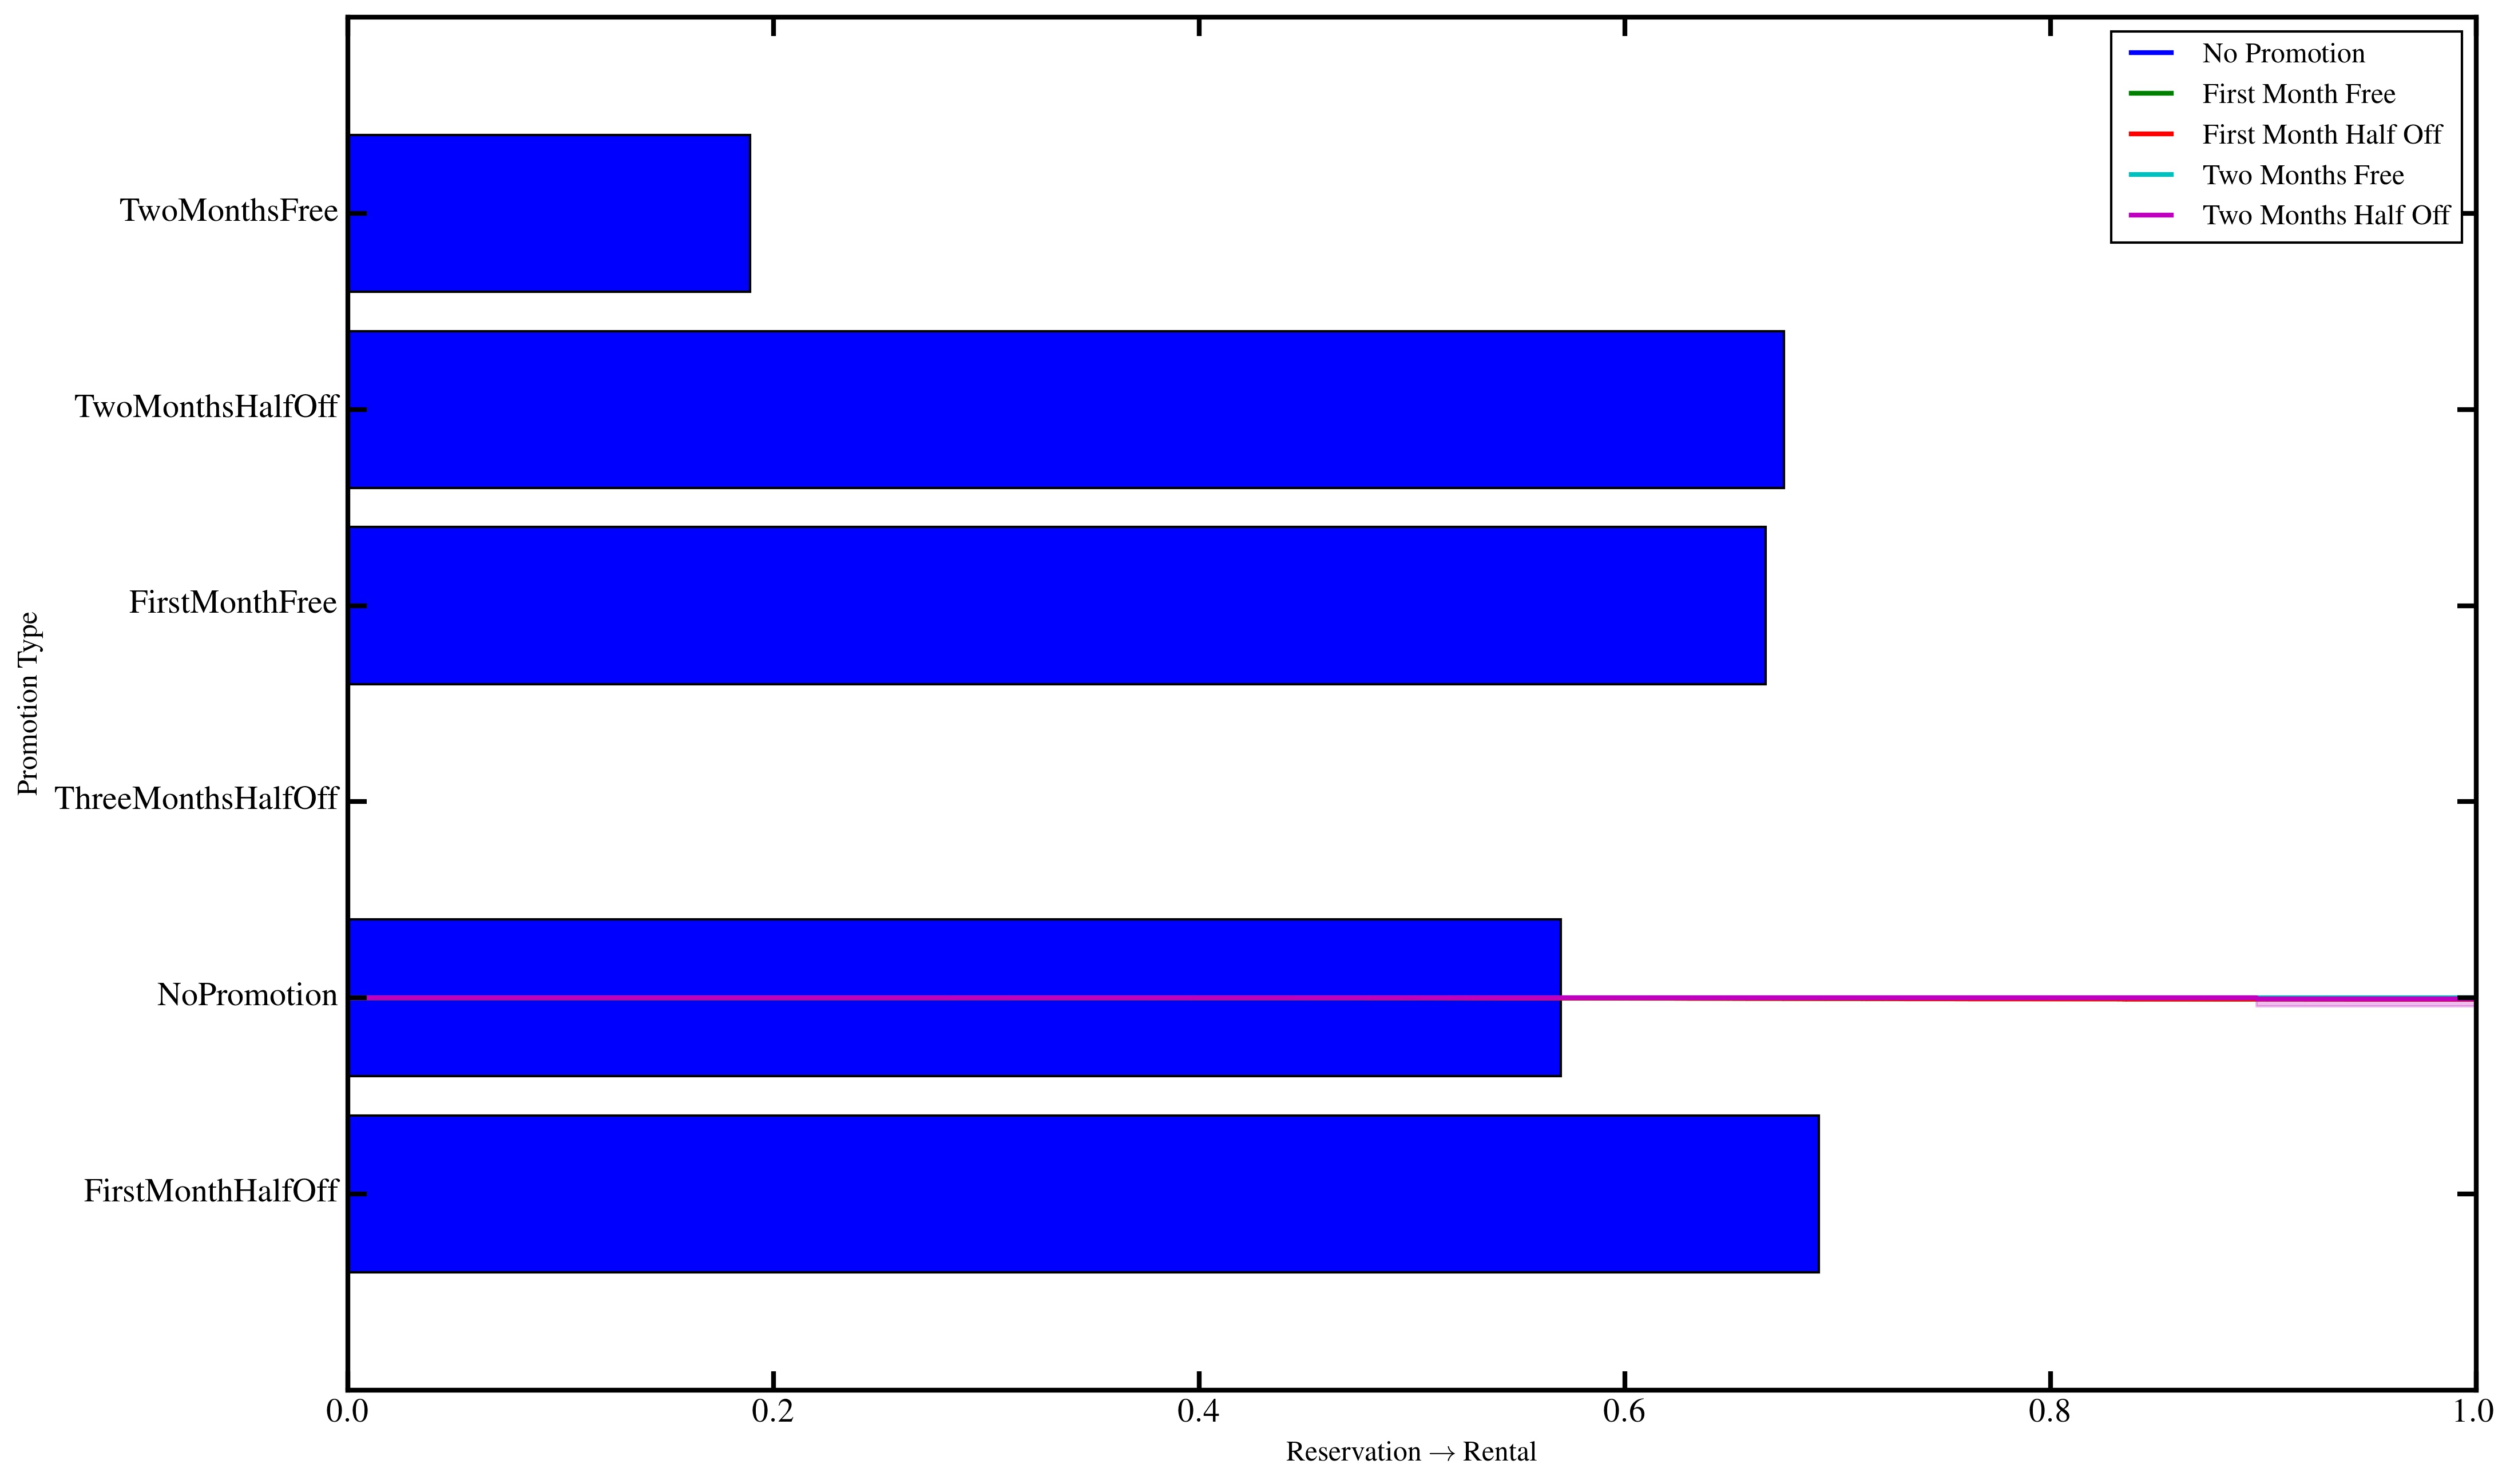 No Promotion
First Month Free
First Month Half Off
Two Months Free
Two Months Half Off
TwoMonthsFree
TwoMonthsHalfOff
FirstMonthFree
ThreeMonthsHalfOff
NoPromotion
FirstMonthHalfOff
Promotion Type
0.0 0.2 0.4 0.6 0.8 1.0
Reservation → Rental